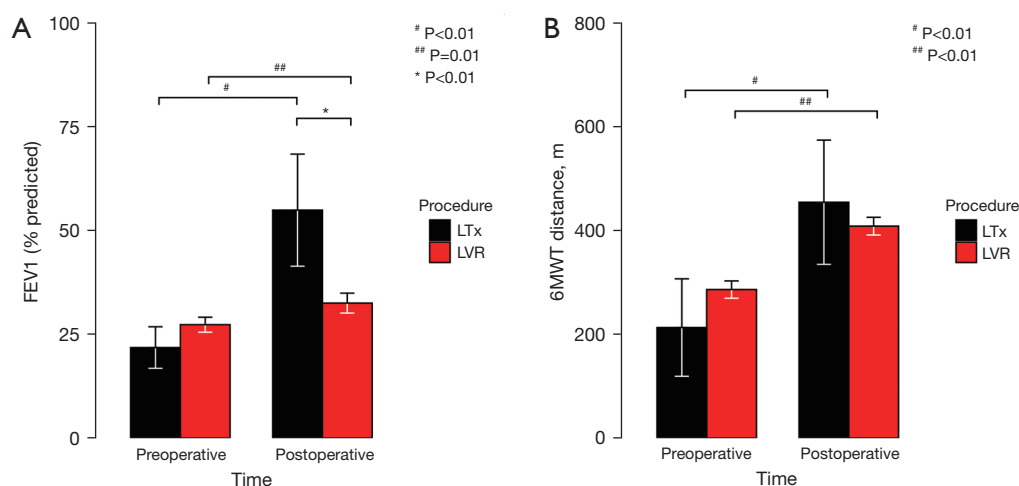 A
FEV1 (% predicted)
100
75
50
25
0
# P<0.01
## P=0.01
* P<0.01
##
#
*
Procedure
LTx
LVR
Preoperative
Postoperative
Time
B
6MWT distance, m
800
600
400
200
0
# P<0.01
## P<0.01
#
##
Procedure
LTx
LVR
Preoperative
Postoperative
Time